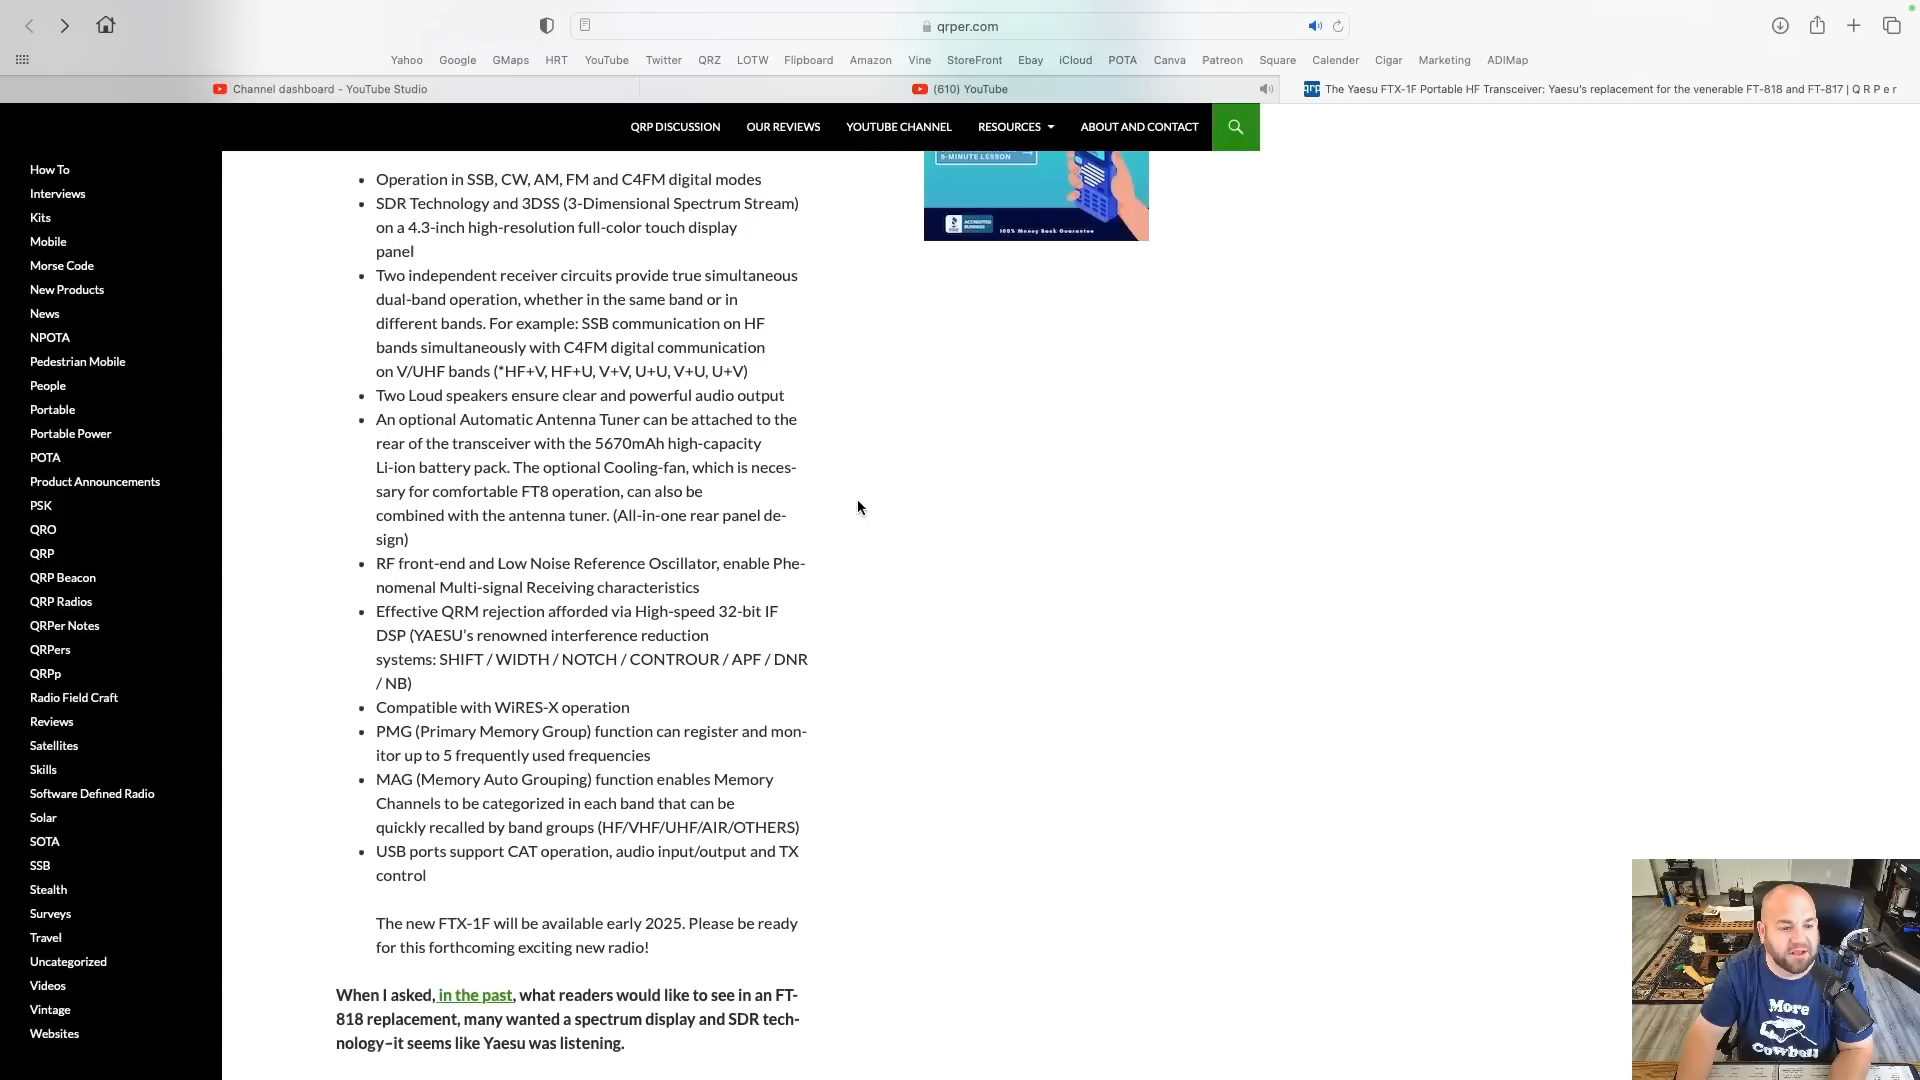 qrper.com
Yahoo Google GMaps HRT YouTube Twitter QRZ LOTW Flipboard Amazon Vine StoreFront Ebay iCloud POTA Canva Patreon Square Calender Cigar Marketing ADIMap
Channel dashboard - YouTube Studio
(610) YouTube
qrp The Yaesu FTX-1F Portable HF Transceiver: Yaesu's replacement for the venerable FT-818 and FT-817 | Q R P e r
QRP DISCUSSION OUR REVIEWS YOUTUBE CHANNEL RESOURCES ABOUT AND CONTACT
How To
Interviews
Kits
Mobile
Morse Code
New Products
News
NPOTA
Pedestrian Mobile
People
Portable
Portable Power
POTA
Product Announcements
PSK
QRO
QRP
QRP Beacon
QRP Radios
QRPer Notes
QRPers
QRPp
Radio Field Craft
Reviews
Satellites
Skills
Software Defined Radio
Solar
SOTA
SSB
Stealth
Surveys
Travel
Uncategorized
Videos
Vintage
Websites
• Operation in SSB, CW, AM, FM and C4FM digital modes
• SDR Technology and 3DSS (3-Dimensional Spectrum Stream)
on a 4.3-inch high-resolution full-color touch display
panel
• Two independent receiver circuits provide true simultaneous
dual-band operation, whether in the same band or in
different bands. For example: SSB communication on HF
bands simultaneously with C4FM digital communication
on V/UHF bands (*HF+V, HF+U, V+V, U+U, V+U, U+V)
• Two Loud speakers ensure clear and powerful audio output
• An optional Automatic Antenna Tuner can be attached to the
rear of the transceiver with the 5670mAh high-capacity
Li-ion battery pack. The optional Cooling-fan, which is neces-
sary for comfortable FT8 operation, can also be
combined with the antenna tuner. (All-in-one rear panel de-
sign)
• RF front-end and Low Noise Reference Oscillator, enable Phe-
nomenal Multi-signal Receiving characteristics
• Effective QRM rejection afforded via High-speed 32-bit IF
DSP (YAESU's renowned interference reduction
systems: SHIFT / WIDTH / NOTCH / CONTROUR / APF / DNR
/ NB)
• Compatible with WiRES-X operation
• PMG (Primary Memory Group) function can register and mon-
itor up to 5 frequently used frequencies
• MAG (Memory Auto Grouping) function enables Memory
Channels to be categorized in each band that can be
quickly recalled by band groups (HF/VHF/UHF/AIR/OTHERS)
• USB ports support CAT operation, audio input/output and TX
control
The new FTX-1F will be available early 2025. Please be ready
for this forthcoming exciting new radio!
When I asked, in the past, what readers would like to see in an FT-
818 replacement, many wanted a spectrum display and SDR tech-
nology–it seems like Yaesu was listening.
5-MINUTE LESSON
ACCREDITED
BUSINESS
100% Money Back Guarantee
More
Cowbell